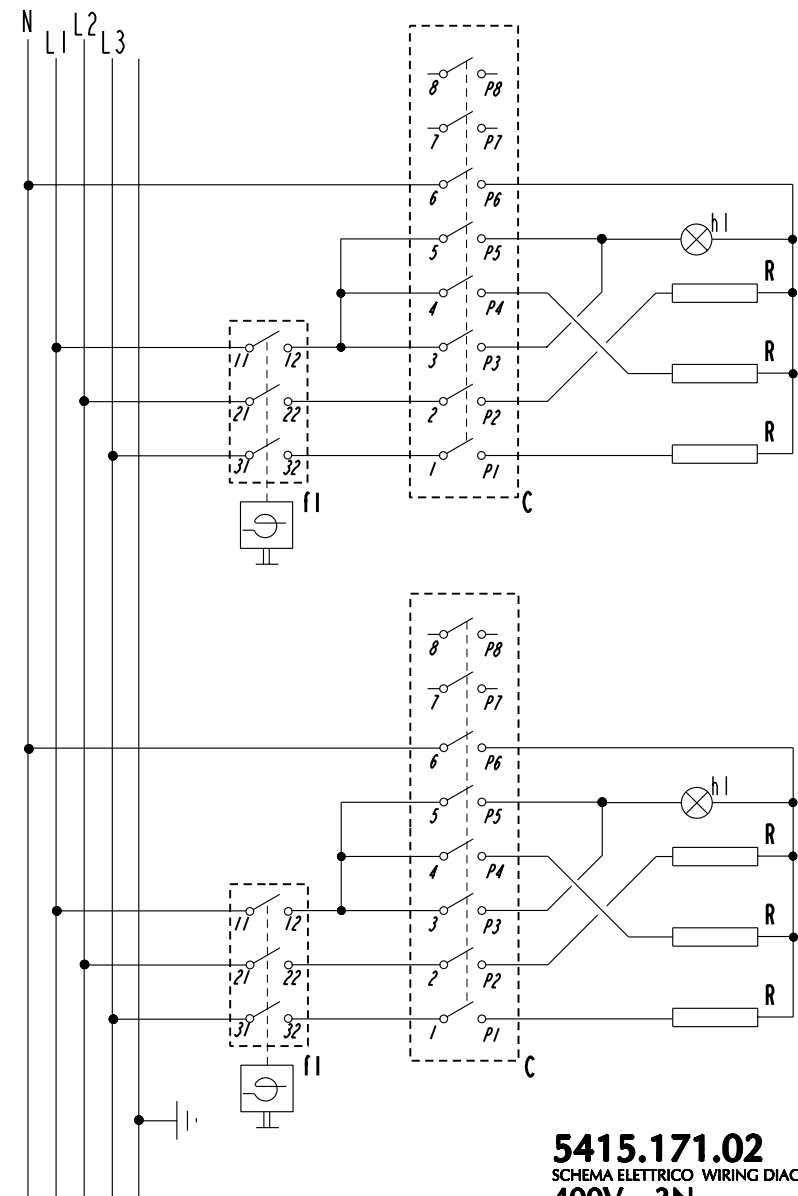 N L1 L2 L3
8 P8
7 P7
6 P6
5 P5 h1
4 P4 R
11 12 3 P3 R
21 22 2 P2
31 32 1 P1 R
f1 C
8 P8
7 P7
6 P6
5 P5 h1
4 P4 R
11 12 3 P3 R
21 22 2 P2
31 32 1 P1 R
f1 C
5415.171.02
SCHEMA ELETTRICO WIRING DIAG
400V 3N